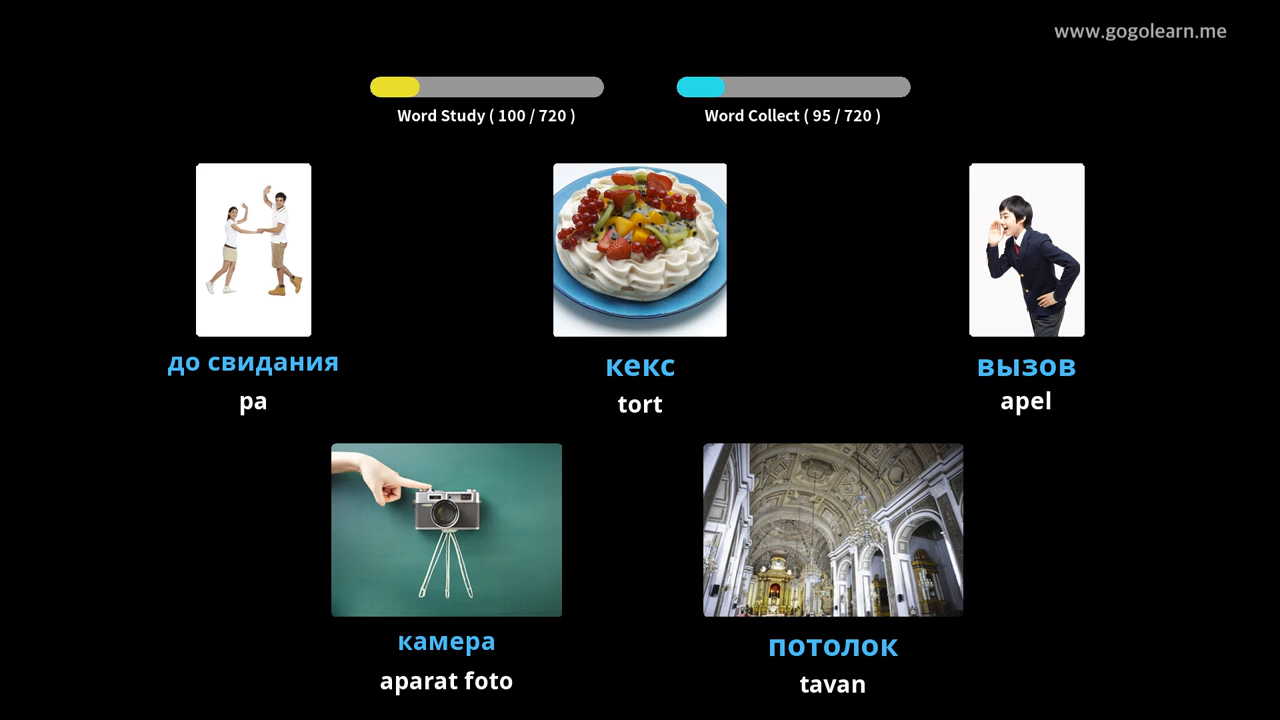 www.gogolearn.me
Word Study ( 100 / 720 )
Word Collect ( 95 / 720 )
до свидания
pa
кекс
tort
вызов
apel
камера
aparat foto
потолок
tavan